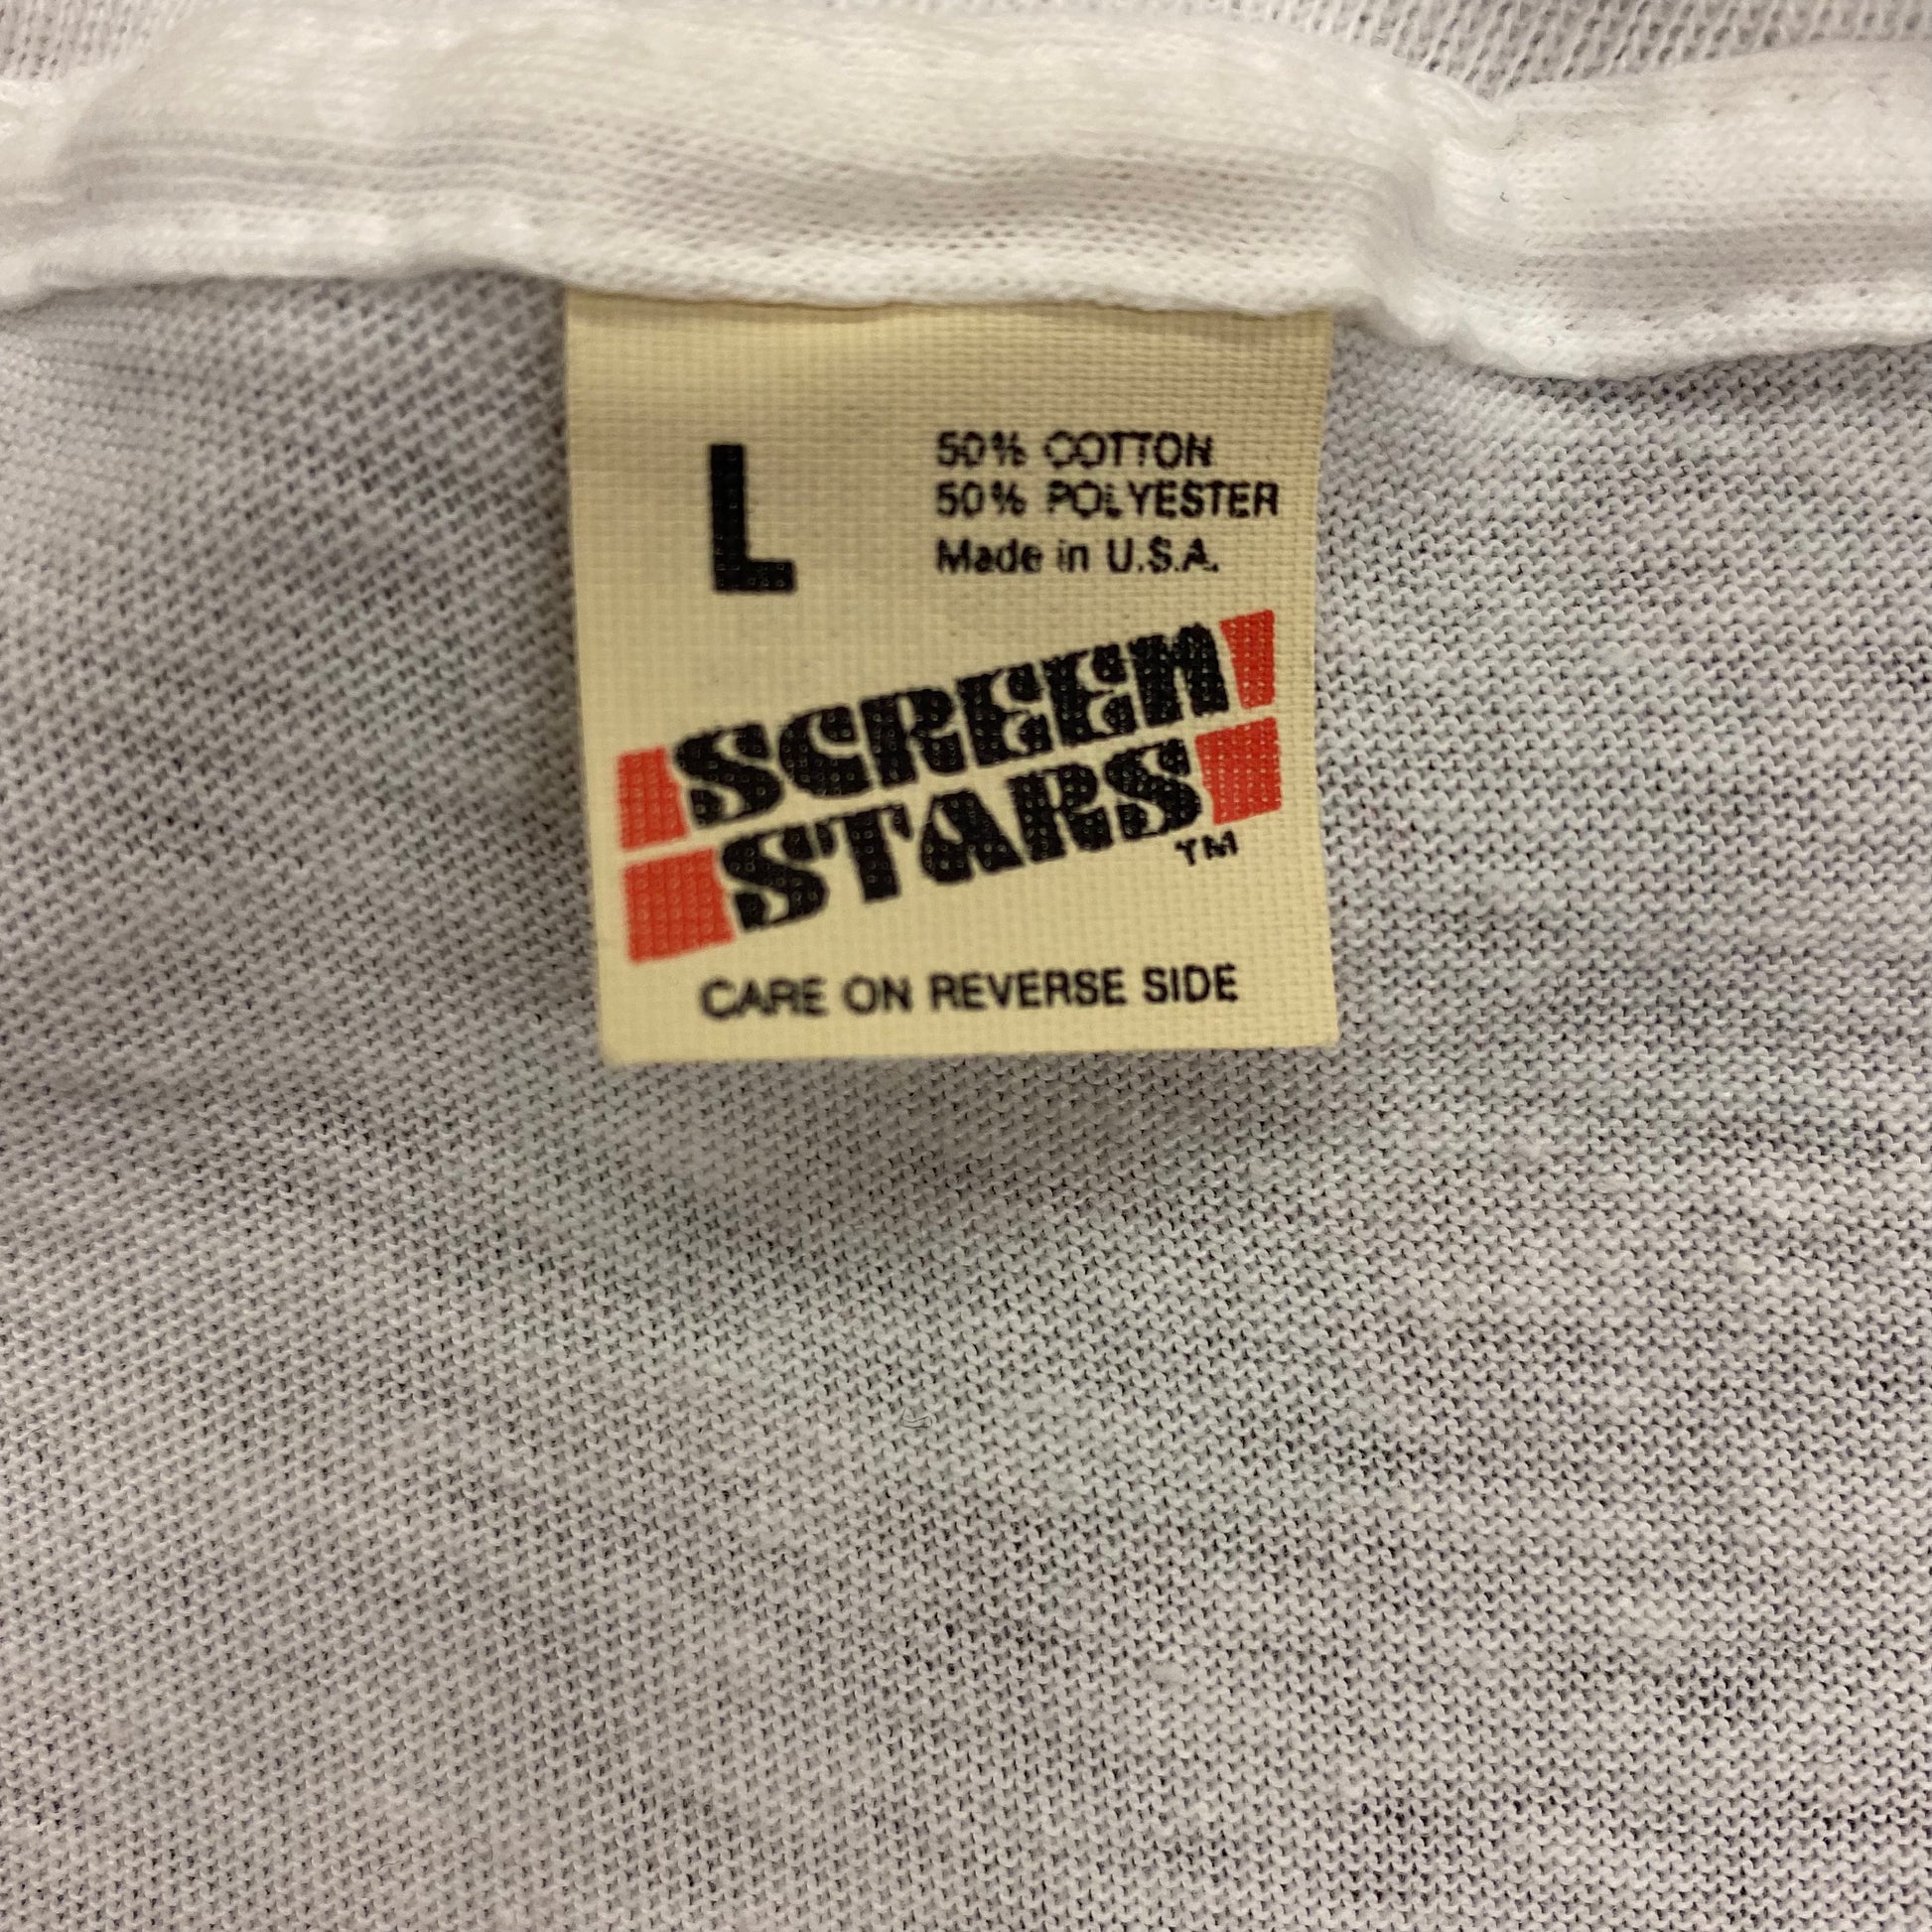 L
50% COTTON
50% POLYESTER
Made in U.S.A.
SCREEN
STARS
TM
CARE ON REVERSE SIDE